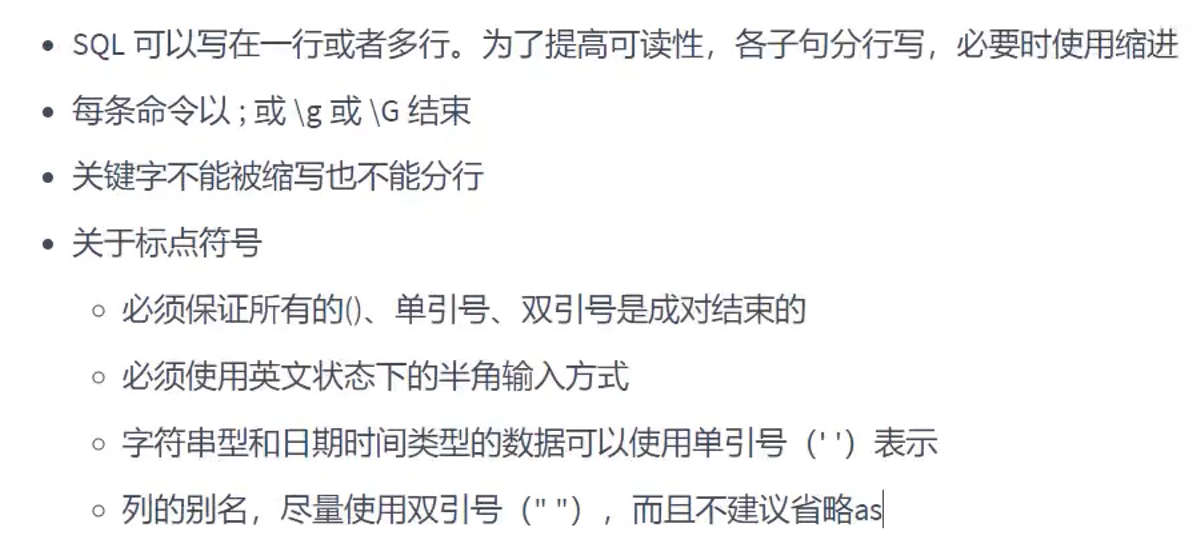 SQL 可以写在一行或者多行。为了提高可读性，各子句分行写，必要时使用缩进
每条命令以 ; 或 \g 或 \G 结束
关键字不能被缩写也不能分行
关于标点符号
必须保证所有的()、单引号、双引号是成对结束的
必须使用英文状态下的半角输入方式
字符串型和日期时间类型的数据可以使用单引号（' '）表示
列的别名，尽量使用双引号（" "），而且不建议省略as